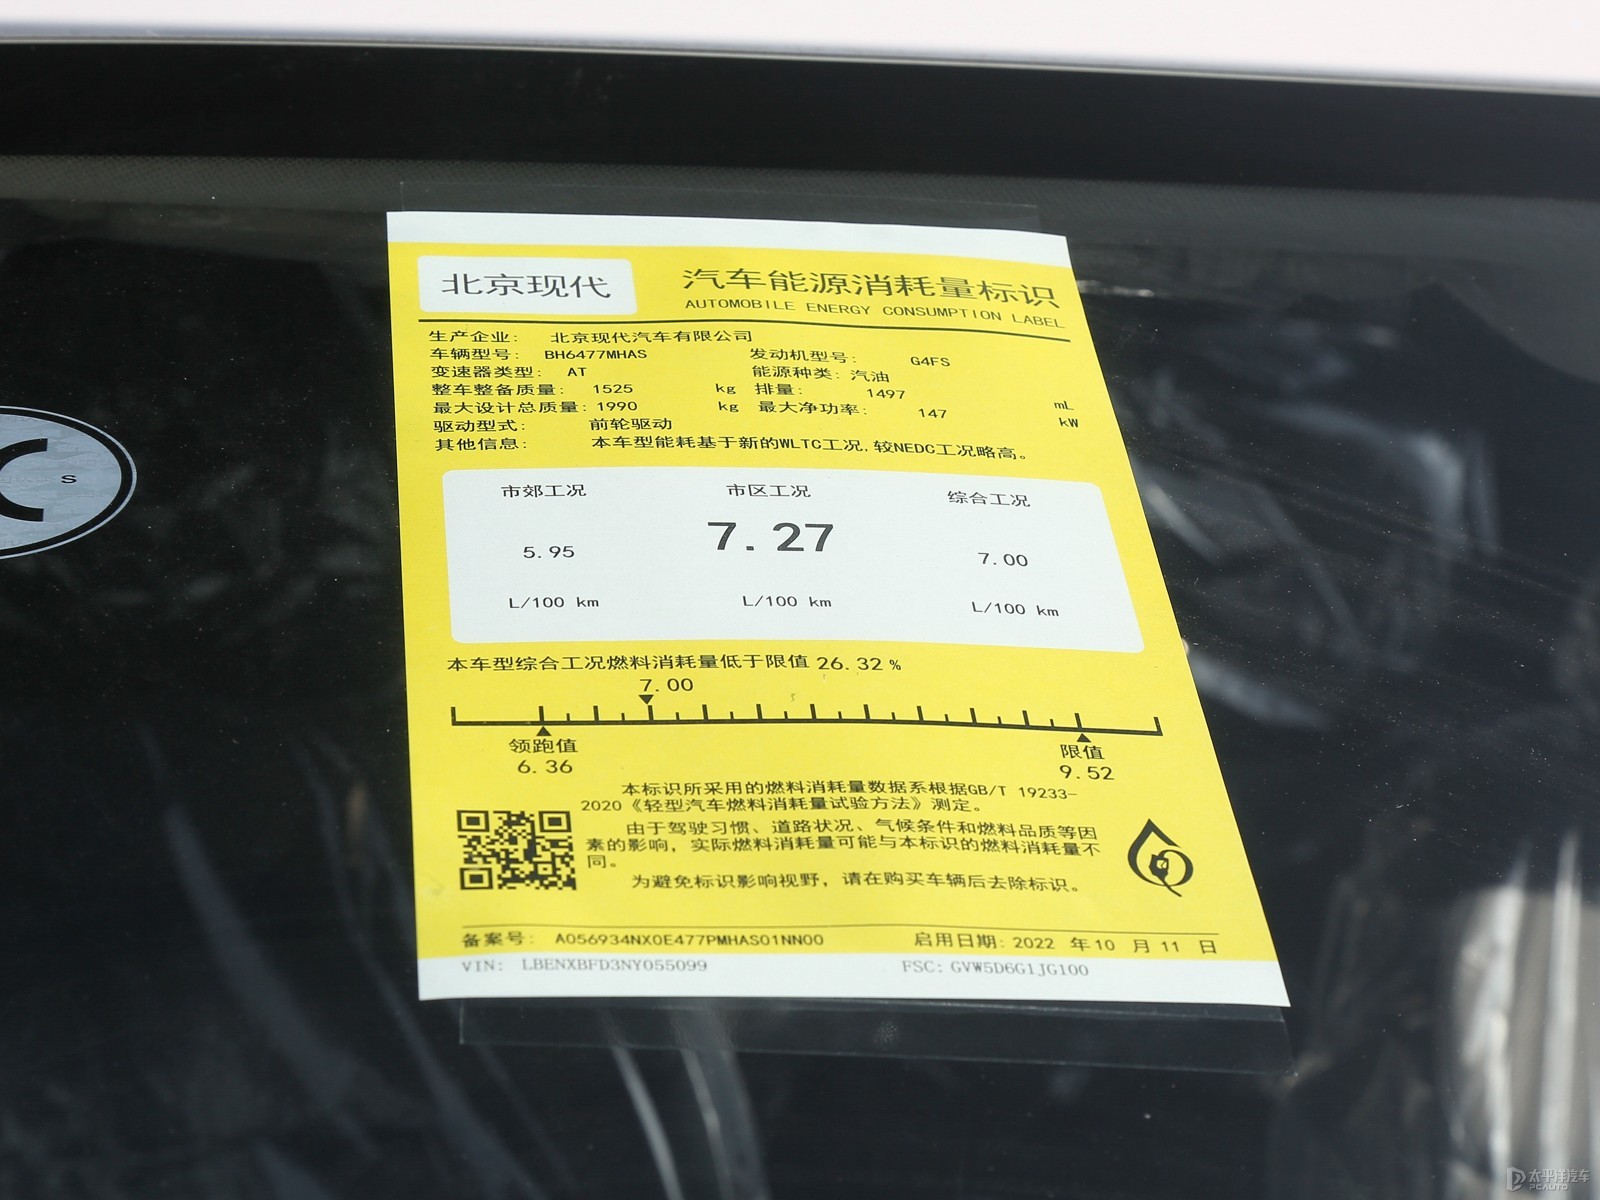 北京现代
汽车能源消耗量标识
AUTOMOBILE ENERGY CONSUMPTION LABEL
生产企业: 北京现代汽车有限公司
车辆型号: BH6477MHAS 发动机型号: G4FS
变速器类型: AT 能源种类: 汽油
整车整备质量: 1525 kg 排量: 1497 mL
最大设计总质量: 1990 kg 最大净功率: 147 kW
驱动型式: 前轮驱动
其他信息: 本车型能耗基于新的WLTC工况,较NEDC工况略高。
市郊工况 市区工况 综合工况
5.95 7.27 7.00
L/100 km L/100 km L/100 km
本车型综合工况燃料消耗量低于限值 26.32 %
7.00
领跑值 限值
6.36 9.52
本标识所采用的燃料消耗量数据系根据GB/T 19233-
2020《轻型汽车燃料消耗量试验方法》测定。
由于驾驶习惯、道路状况、气候条件和燃料品质等因
素的影响，实际燃料消耗量可能与本标识的燃料消耗量不
同。
为避免标识影响视野，请在购买车辆后去除标识。
备案号: A056934NX0E477PMHAS01NN00 启用日期: 2022 年 10 月 11 日
VIN: LBENXBFD3NY055099 FSC: GVW5D6G1JG100
S
太平洋汽车
PCAUTO